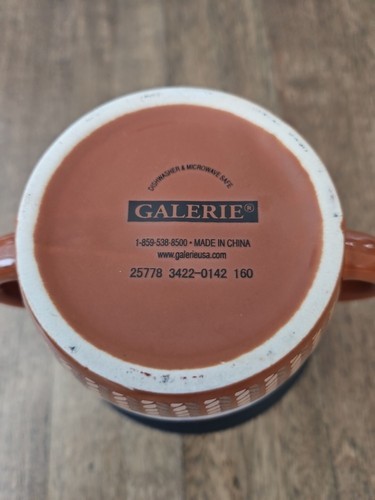 DISHWASHER & MICROWAVE SAFE
GALERIE®
1-859-538-8500 • MADE IN CHINA
www.galerieusa.com
25778 3422-0142 160